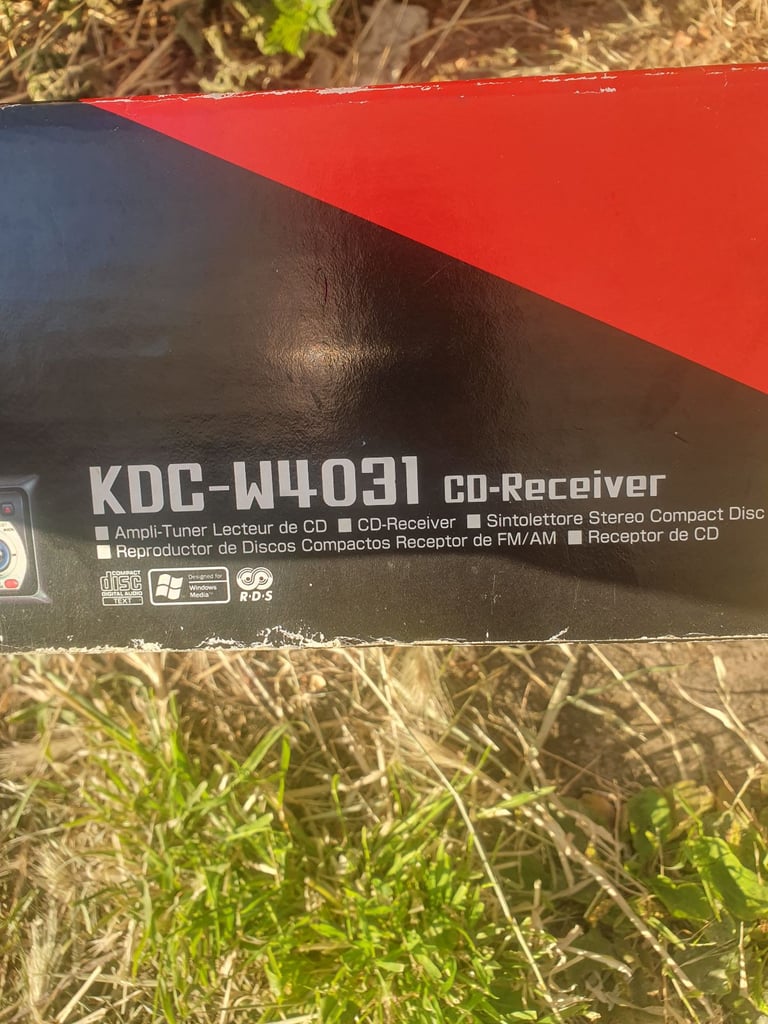 KDC-W4031 CD-Receiver
■ Ampli-Tuner Lecteur de CD ■ CD-Receiver ■ Sintolettore Stereo Compact Disc
■ Reproductor de Discos Compactos Receptor de FM/AM ■ Receptor de CD
COMPACT
disc
DIGITAL AUDIO
TEXT
Designed for
Windows
Media™
R·D·S